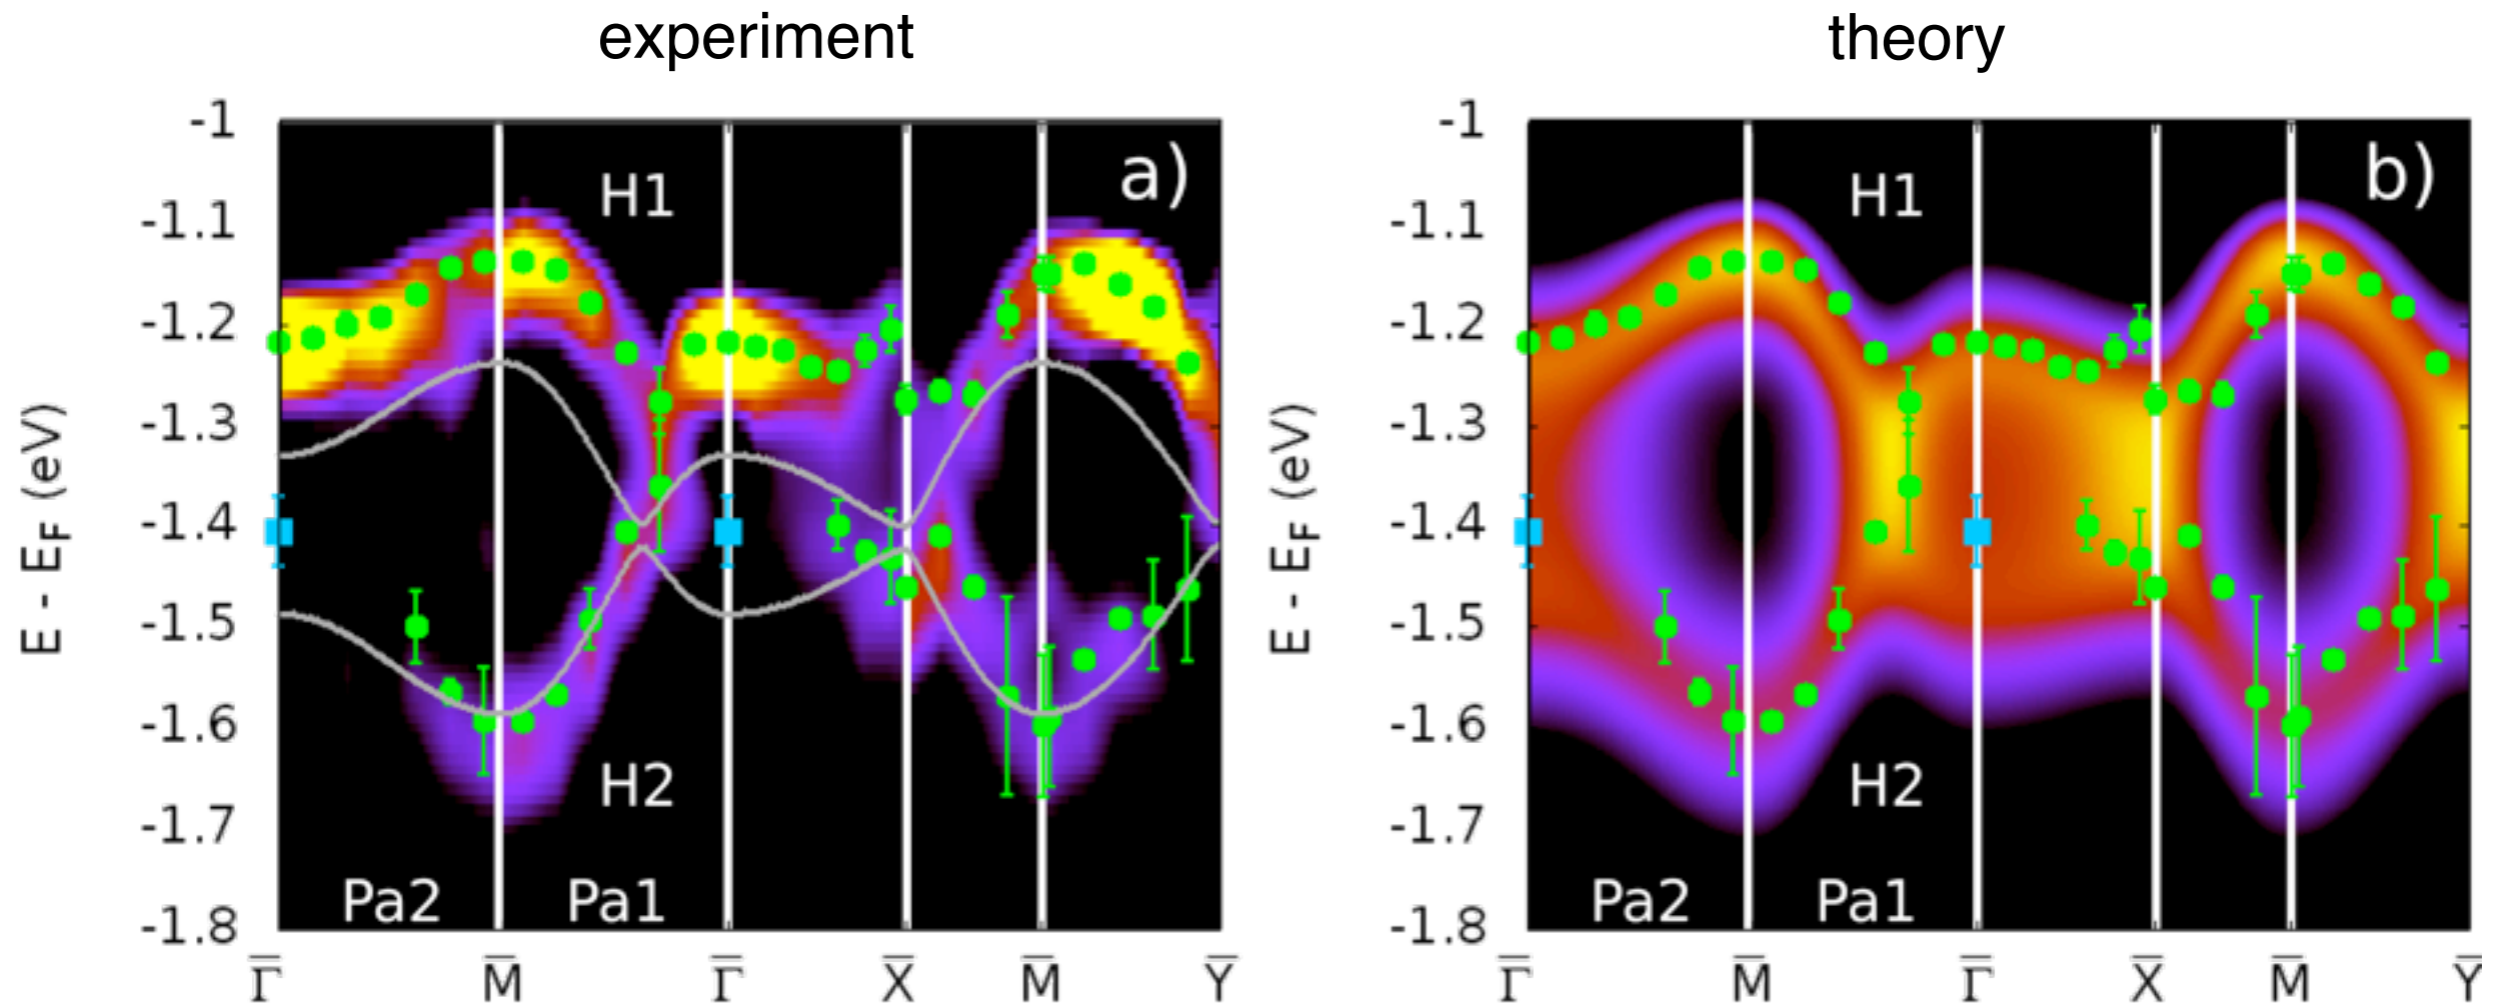 experiment
theory
-1
-1.1
-1.2
-1.3
-1.4
-1.5
-1.6
-1.7
-1.8
E - E_F (eV)
H1
a)
H2
Pa2
Pa1
Γ̅ M̅ Γ̅ X̅ M̅ Y̅
-1
-1.1
-1.2
-1.3
-1.4
-1.5
-1.6
-1.7
-1.8
E - E_F (eV)
H1
b)
H2
Pa2
Pa1
Γ̅ M̅ Γ̅ X̅ M̅ Y̅